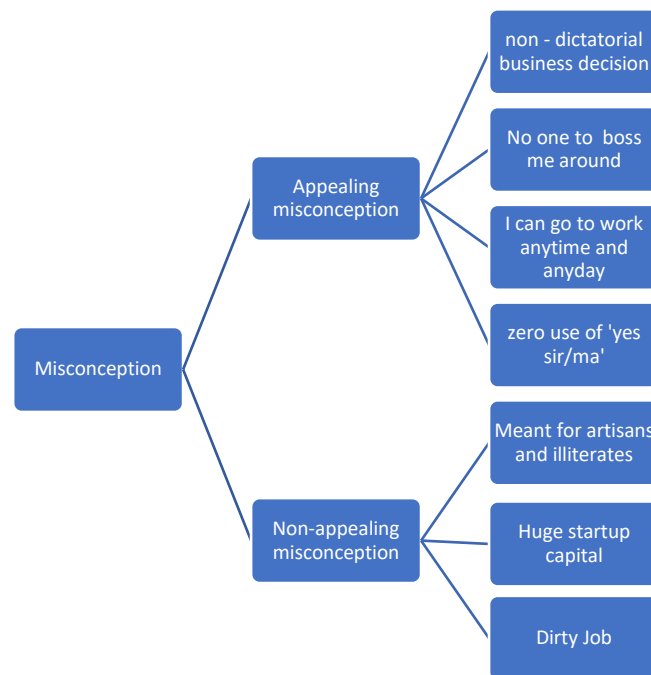 Misconception
Appealing
misconception
non - dictatorial
business decision
No one to boss
me around
I can go to work
anytime and
anyday
zero use of 'yes
sir/ma'
Non-appealing
misconception
Meant for artisans
and illiterates
Huge startup
capital
Dirty Job